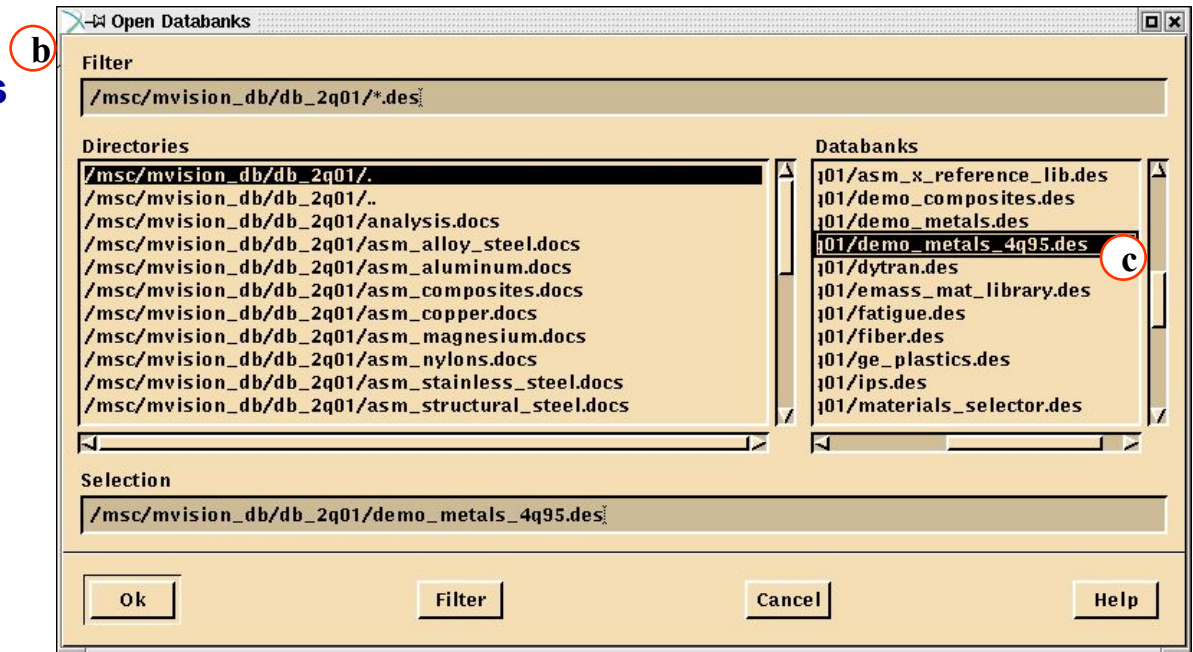 Open Databanks
b
s
Filter
/msc/mvision_db/db_2q01/*.des
Directories
/msc/mvision_db/db_2q01/.
/msc/mvision_db/db_2q01/..
/msc/mvision_db/db_2q01/analysis.docs
/msc/mvision_db/db_2q01/asm_alloy_steel.docs
/msc/mvision_db/db_2q01/asm_aluminum.docs
/msc/mvision_db/db_2q01/asm_composites.docs
/msc/mvision_db/db_2q01/asm_copper.docs
/msc/mvision_db/db_2q01/asm_magnesium.docs
/msc/mvision_db/db_2q01/asm_nylons.docs
/msc/mvision_db/db_2q01/asm_stainless_steel.docs
/msc/mvision_db/db_2q01/asm_structural_steel.docs
Databanks
q01/asm_x_reference_lib.des
q01/demo_composites.des
q01/demo_metals.des
q01/demo_metals_4q95.des
c
q01/dytran.des
q01/emass_mat_library.des
q01/fatigue.des
q01/fiber.des
q01/ge_plastics.des
q01/ips.des
q01/materials_selector.des
Selection
/msc/mvision_db/db_2q01/demo_metals_4q95.des
Ok Filter Cancel Help